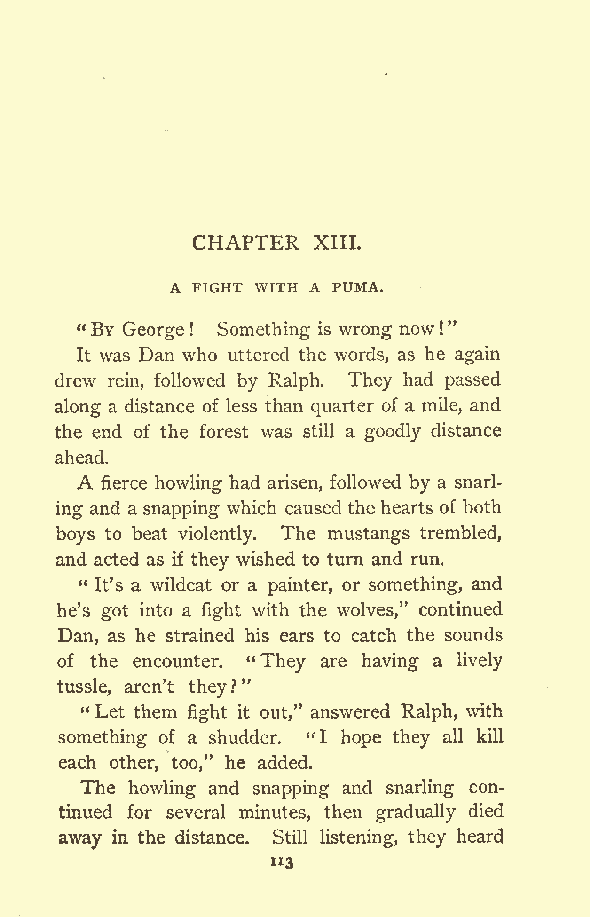 CHAPTER XIII.
A FIGHT WITH A PUMA.
"By George! Something is wrong now!"
It was Dan who uttered the words, as he again
drew rein, followed by Ralph. They had passed
along a distance of less than quarter of a mile, and
the end of the forest was still a goodly distance
ahead.
A fierce howling had arisen, followed by a snarl-
ing and a snapping which caused the hearts of both
boys to beat violently. The mustangs trembled,
and acted as if they wished to turn and run.
"It's a wildcat or a painter, or something, and
he's got into a fight with the wolves," continued
Dan, as he strained his ears to catch the sounds
of the encounter. "They are having a lively
tussle, aren't they?"
"Let them fight it out," answered Ralph, with
something of a shudder. "I hope they all kill
each other, too," he added.
The howling and snapping and snarling con-
tinued for several minutes, then gradually died
away in the distance. Still listening, they heard
113